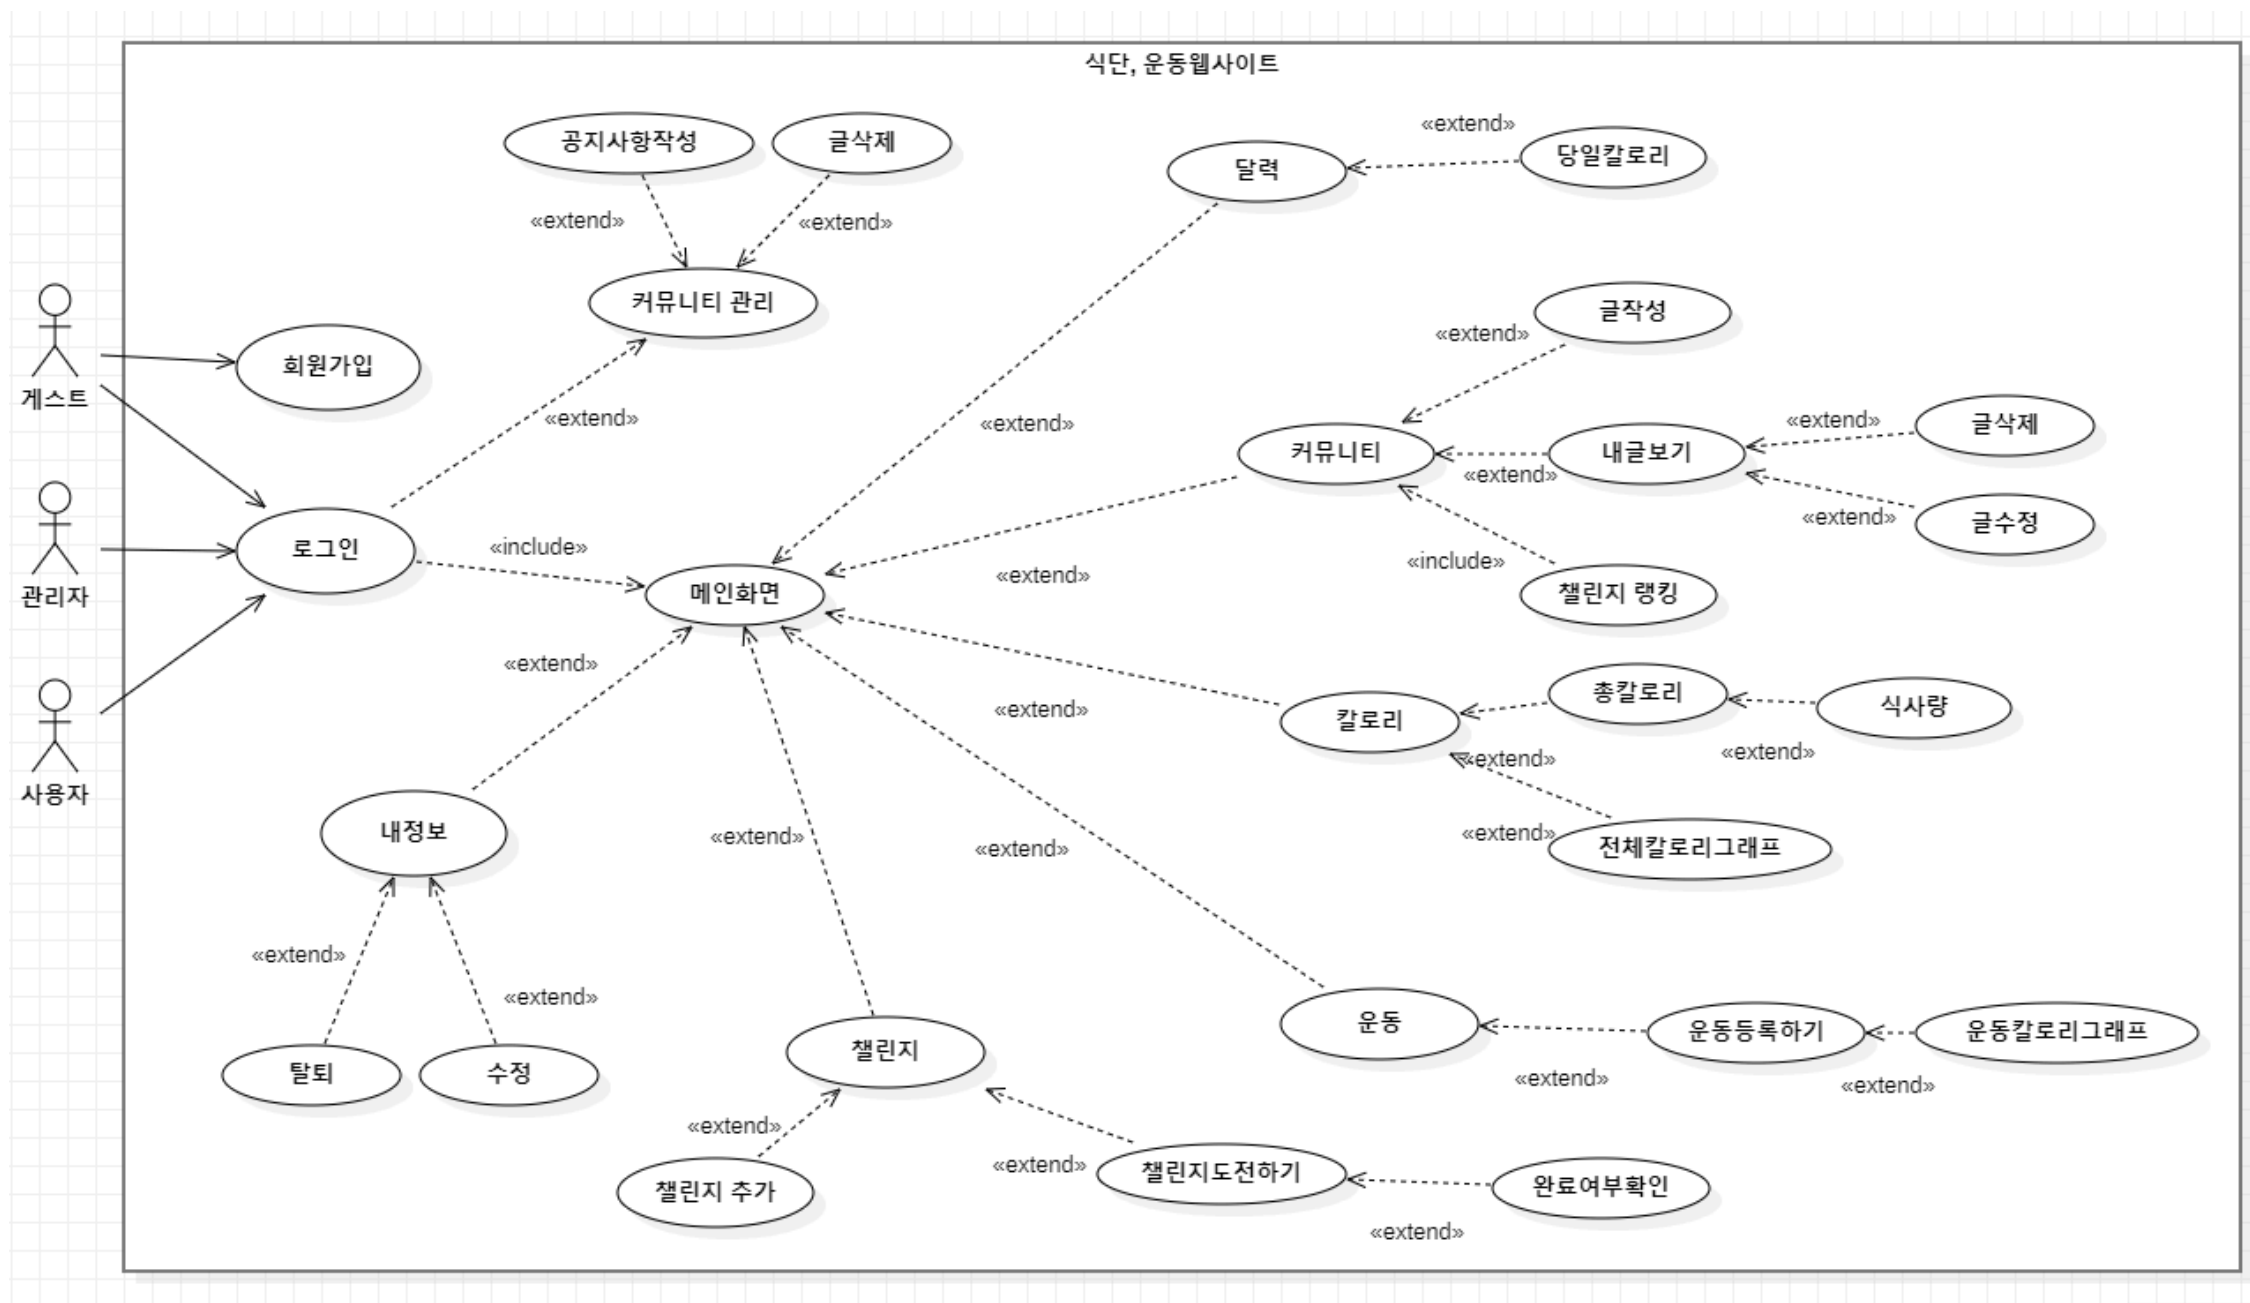 식단, 운동웹사이트
공지사항작성
글삭제
«extend»
«extend»
커뮤니티 관리
«extend»
게스트
회원가입
관리자
로그인
«include»
사용자
메인화면
«extend»
달력
«extend»
당일칼로리
«extend»
글작성
«extend»
커뮤니티
«extend»
내글보기
«extend»
글삭제
«extend»
글수정
«include»
챌린지 랭킹
«extend»
칼로리
«extend»
총칼로리
«extend»
식사량
«extend»
전체칼로리그래프
«extend»
내정보
«extend»
«extend»
탈퇴
수정
«extend»
«extend»
챌린지
«extend»
챌린지 추가
«extend»
챌린지도전하기
«extend»
완료여부확인
«extend»
운동
«extend»
운동등록하기
«extend»
운동칼로리그래프